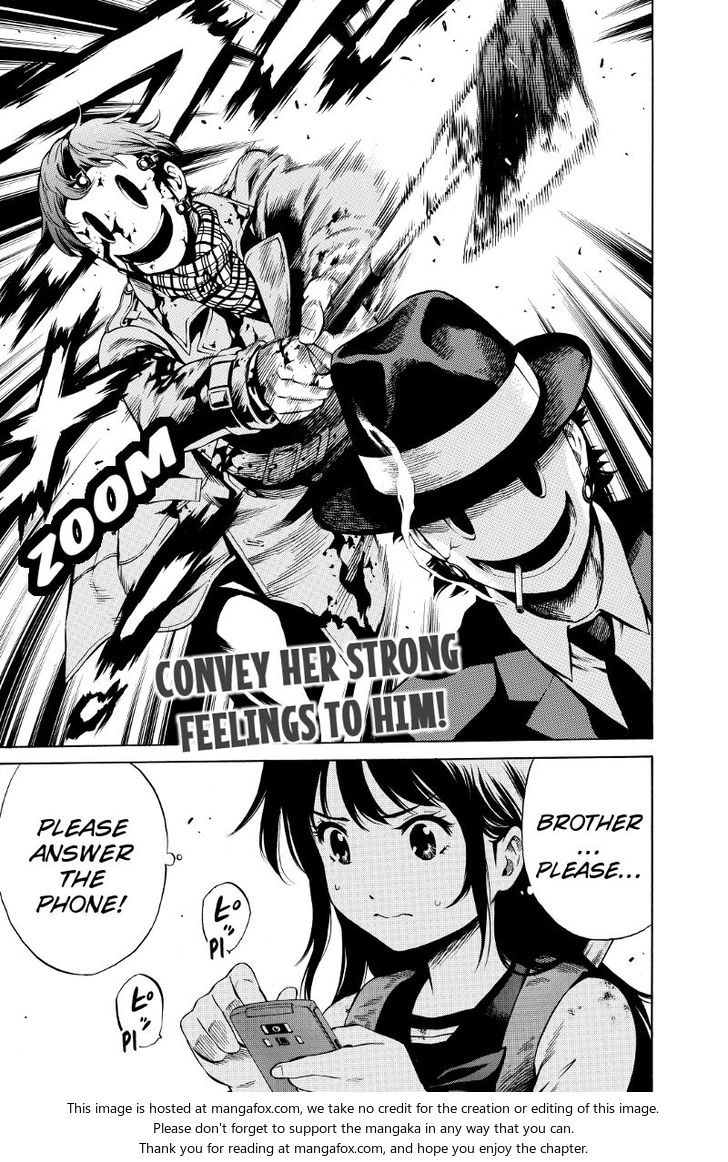 ZOOM
CONVEY HER STRONG
FEELINGS TO HIM!
BROTHER
...
PLEASE...
PLEASE
ANSWER
THE
PHONE!
ピッ
PI
ピッ
PI
This image is hosted at mangafox.com, we take no credit for the creation or editing of this image.
Please don't forget to support the mangaka in any way that you can.
Thank you for reading at mangafox.com, and hope you enjoy the chapter.